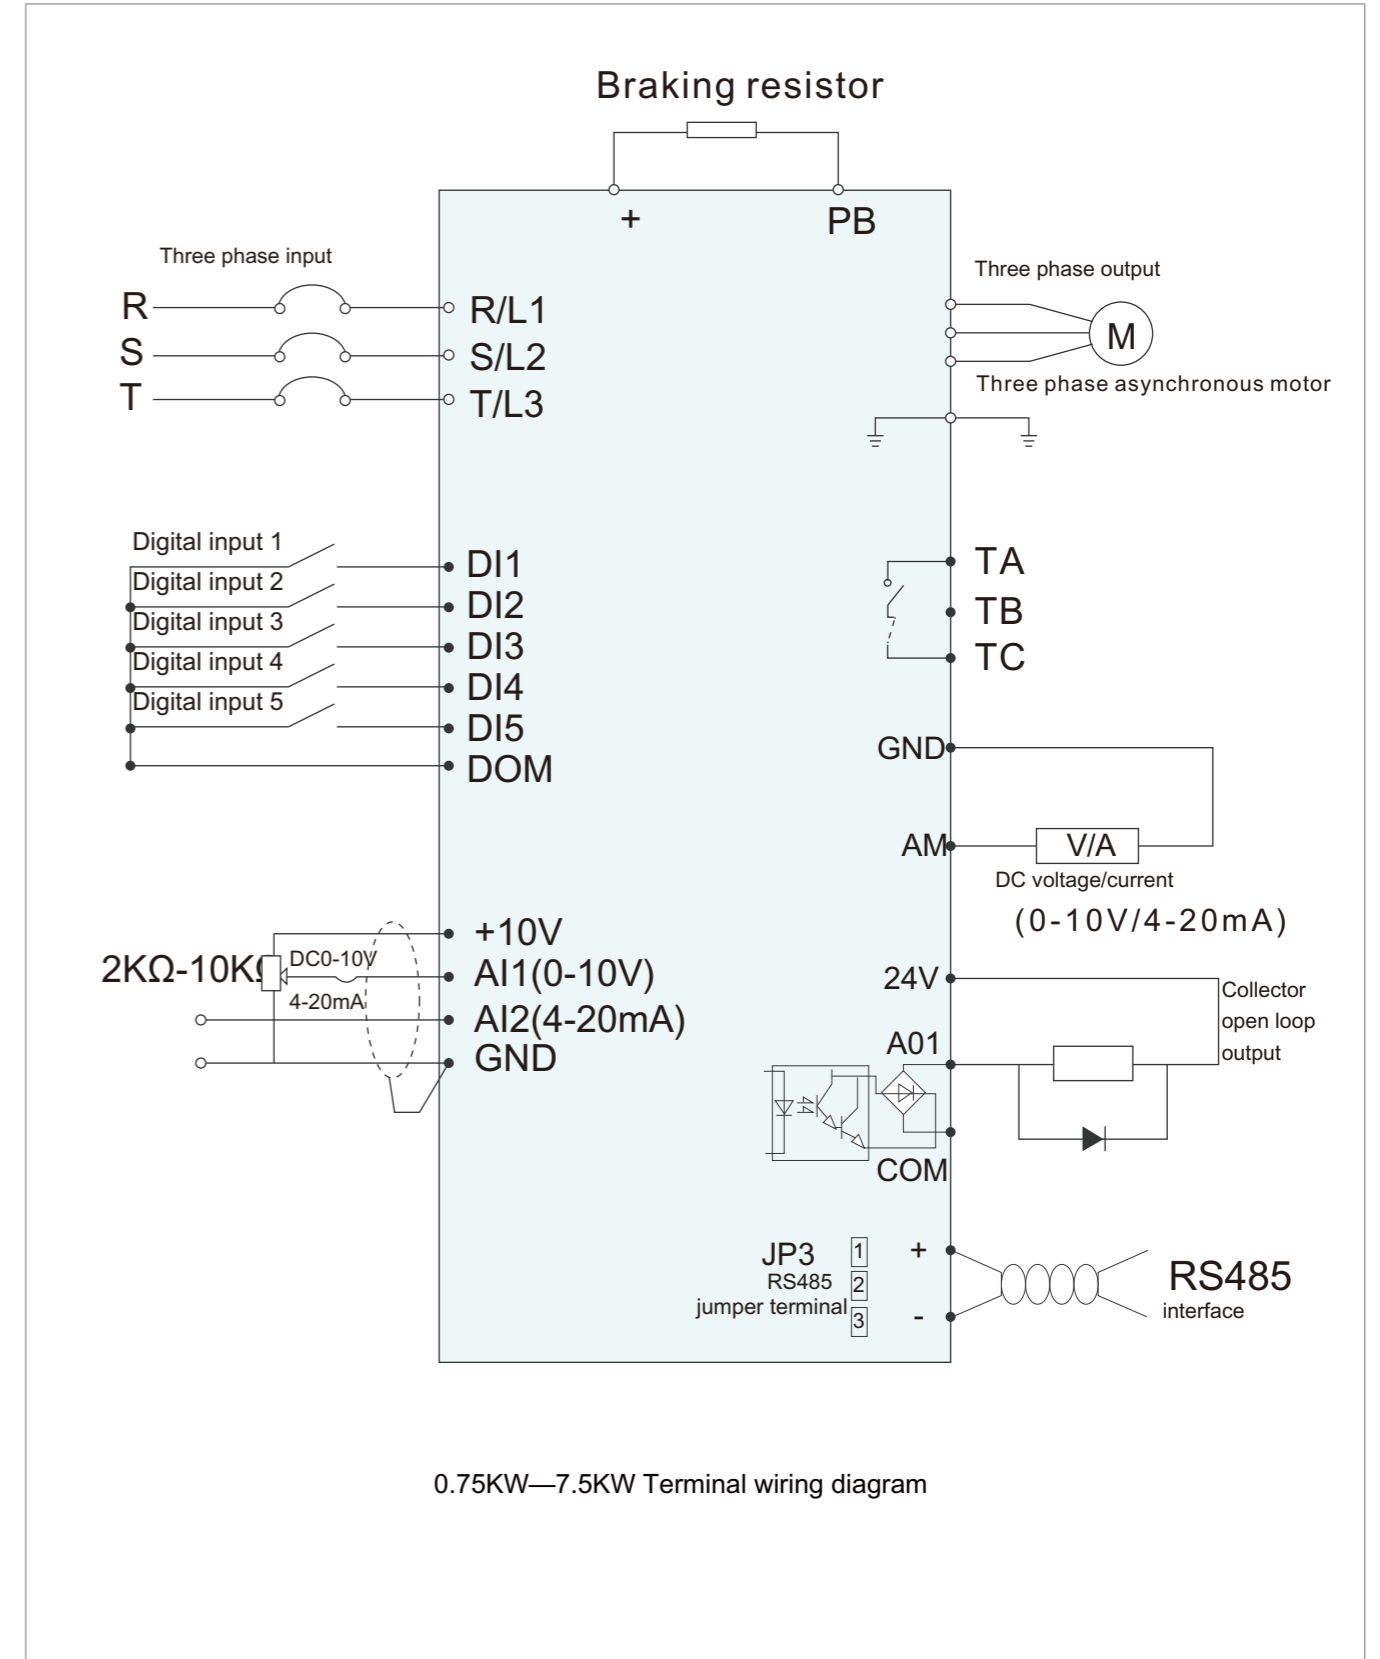 Braking resistor
+
PB
Three phase input
R
S
T
R/L1
S/L2
T/L3
Three phase output
M
Three phase asynchronous motor
Digital input 1
Digital input 2
Digital input 3
Digital input 4
Digital input 5
DI1
DI2
DI3
DI4
DI5
DOM
TA
TB
TC
GND
AM
V/A
DC voltage/current
(0-10V/4-20mA)
2KΩ-10KΩ
DC0-10V
4-20mA
+10V
AI1(0-10V)
AI2(4-20mA)
GND
24V
A01
COM
Collector
open loop
output
JP3
RS485
jumper terminal
1
2
3
+
-
RS485
interface
0.75KW—7.5KW Terminal wiring diagram